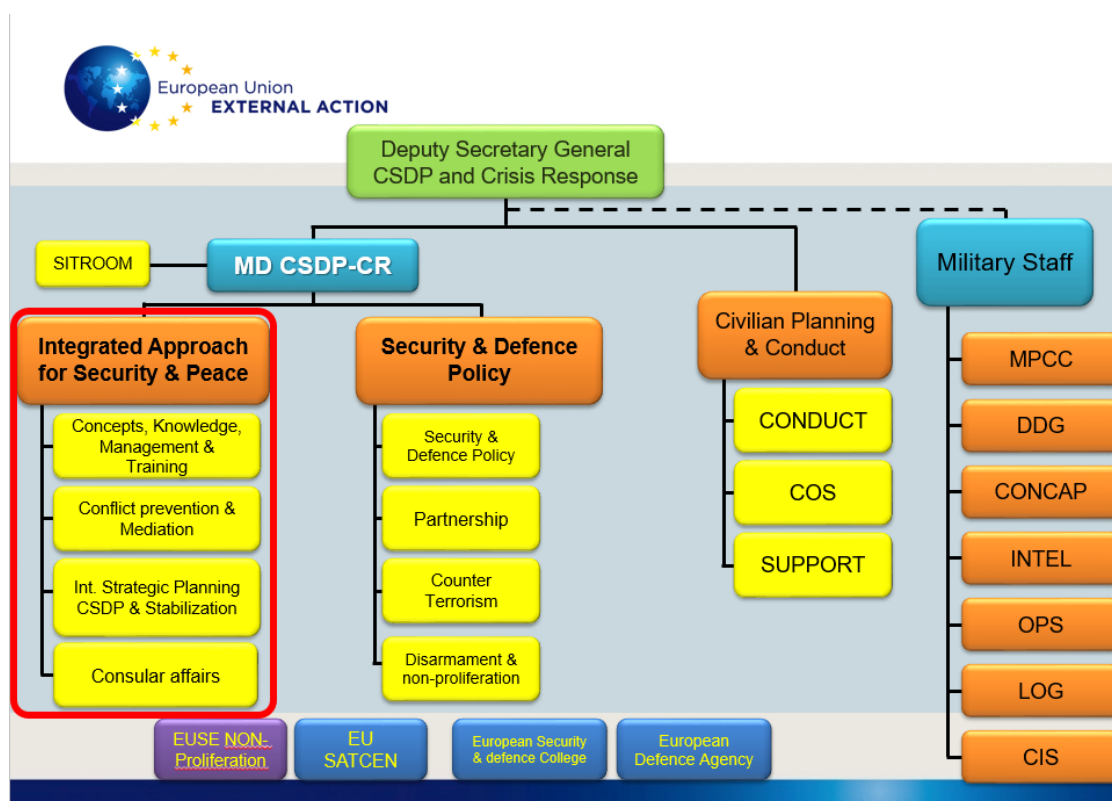 European Union
EXTERNAL ACTION
Deputy Secretary General
CSDP and Crisis Response
SITROOM
MD CSDP-CR
Military Staff
Integrated Approach
for Security & Peace
Concepts, Knowledge,
Management &
Training
Conflict prevention &
Mediation
Int. Strategic Planning
CSDP & Stabilization
Consular affairs
Security & Defence
Policy
Security &
Defence Policy
Partnership
Counter
Terrorism
Disarmament &
non-proliferation
Civilian Planning
& Conduct
CONDUCT
COS
SUPPORT
MPCC
DDG
CONCAP
INTEL
OPS
LOG
CIS
EUSE NON-
Proliferation
EU
SATCEN
European Security
& defence College
European
Defence Agency